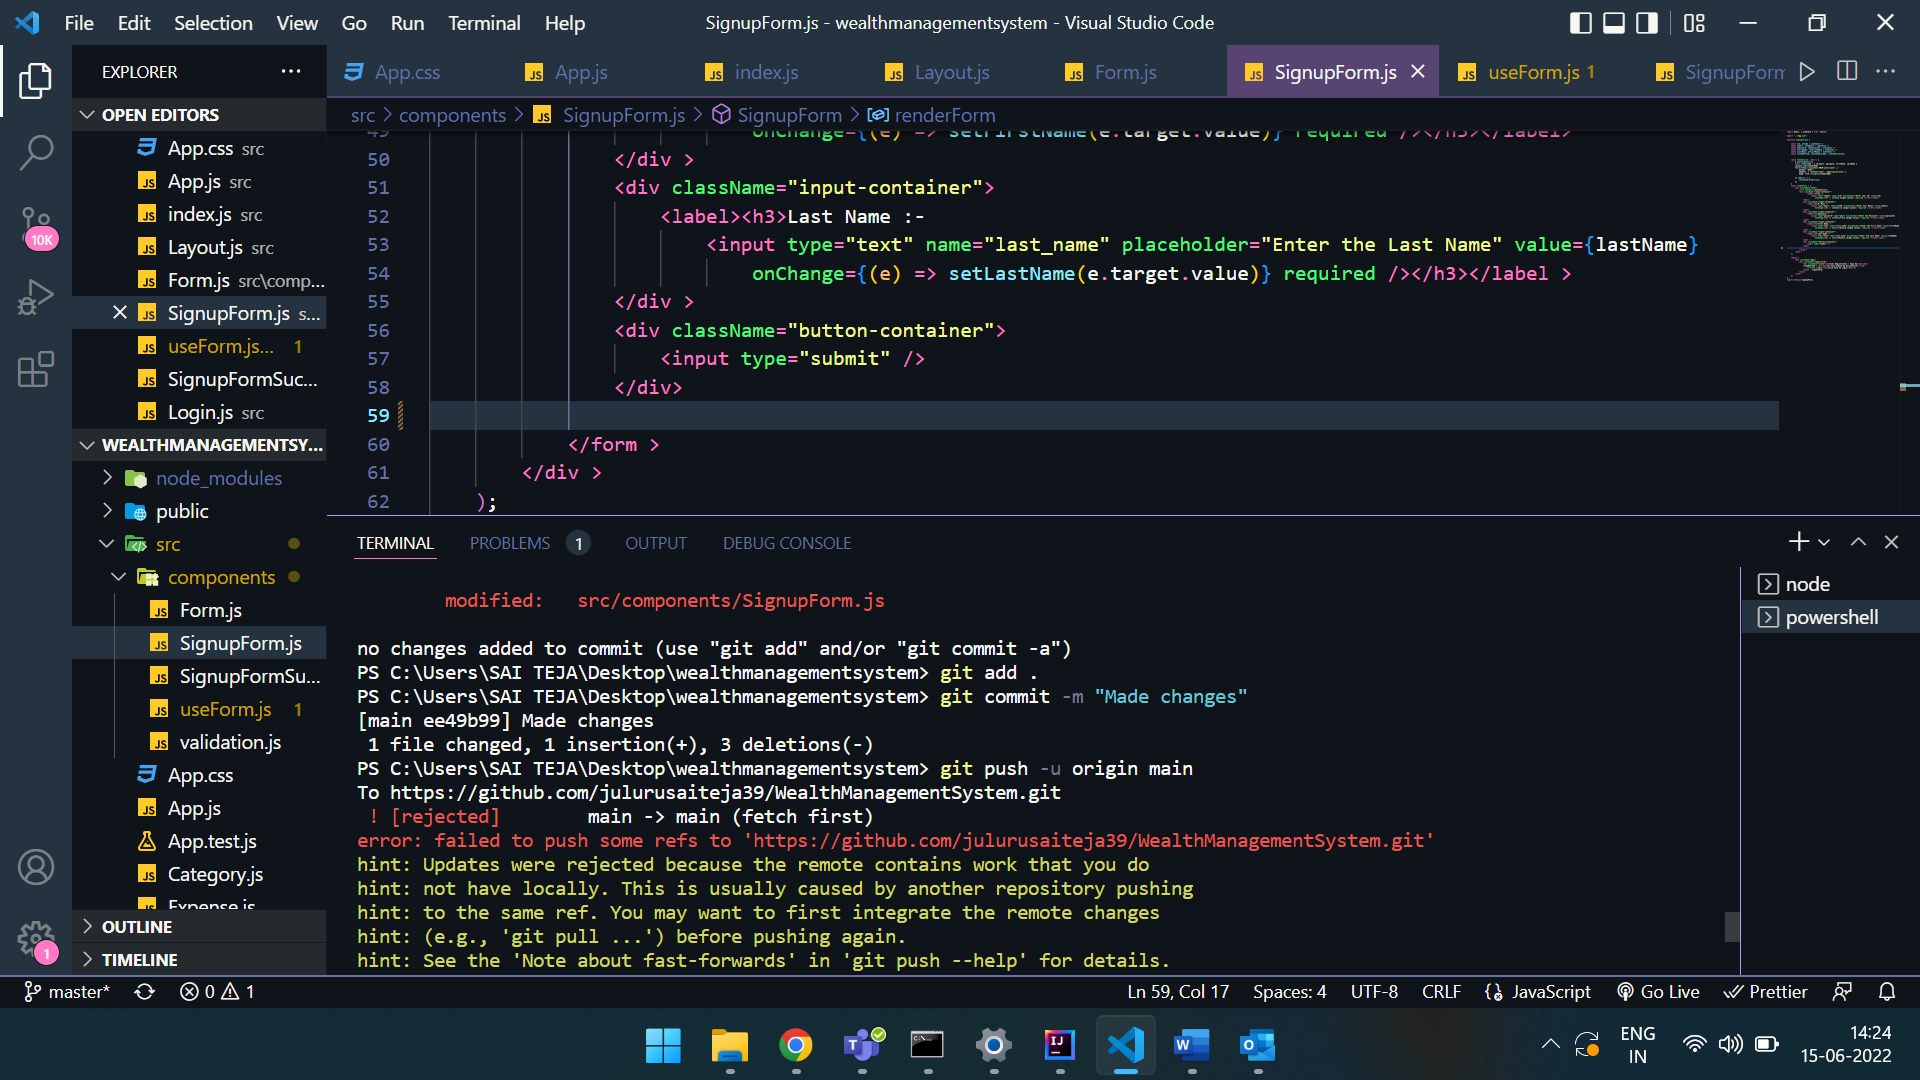 File Edit Selection View Go Run Terminal Help
SignupForm.js - wealthmanagementsystem - Visual Studio Code
EXPLORER
App.css
App.js
index.js
Layout.js
Form.js
SignupForm.js
useForm.js 1
SignupForm
OPEN EDITORS
App.css src
App.js src
index.js src
Layout.js src
Form.js src\comp...
SignupForm.js s...
useForm.js... 1
SignupFormSuc...
Login.js src
WEALTHMANAGEMENTSY...
node_modules
public
src
components
Form.js
SignupForm.js
SignupFormSu...
useForm.js 1
validation.js
App.css
App.js
App.test.js
Category.js
Expense.js
OUTLINE
TIMELINE
10K
1
src > components > SignupForm.js > SignupForm > renderForm
49 onChange={(e) => setFirstName(e.target.value)} required /></h3></label>
50 </div >
51 <div className="input-container">
52 <label><h3>Last Name :-
53 <input type="text" name="last_name" placeholder="Enter the Last Name" value={lastName}
54 onChange={(e) => setLastName(e.target.value)} required /></h3></label >
55 </div >
56 <div className="button-container">
57 <input type="submit" />
58 </div>
59
60 </form >
61 </div >
62 );
TERMINAL PROBLEMS 1 OUTPUT DEBUG CONSOLE
node
powershell
modified: src/components/SignupForm.js
no changes added to commit (use "git add" and/or "git commit -a")
PS C:\Users\SAI TEJA\Desktop\wealthmanagementsystem> git add .
PS C:\Users\SAI TEJA\Desktop\wealthmanagementsystem> git commit -m "Made changes"
[main ee49b99] Made changes
1 file changed, 1 insertion(+), 3 deletions(-)
PS C:\Users\SAI TEJA\Desktop\wealthmanagementsystem> git push -u origin main
To https://github.com/julurusaiteja39/WealthManagementSystem.git
! [rejected] main -> main (fetch first)
error: failed to push some refs to 'https://github.com/julurusaiteja39/WealthManagementSystem.git'
hint: Updates were rejected because the remote contains work that you do
hint: not have locally. This is usually caused by another repository pushing
hint: to the same ref. You may want to first integrate the remote changes
hint: (e.g., 'git pull ...') before pushing again.
hint: See the 'Note about fast-forwards' in 'git push --help' for details.
master* 0 1
Ln 59, Col 17 Spaces: 4 UTF-8 CRLF JavaScript Go Live Prettier
ENG
IN
14:24
15-06-2022